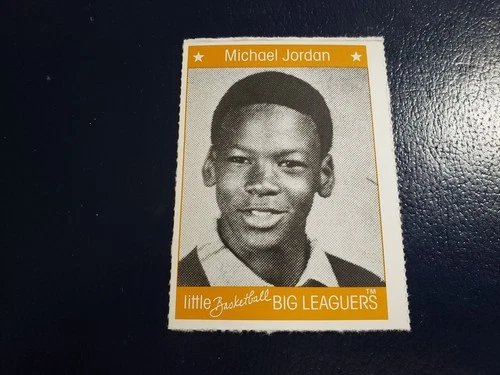 Michael Jordan
little Basketball BIG LEAGUERS™